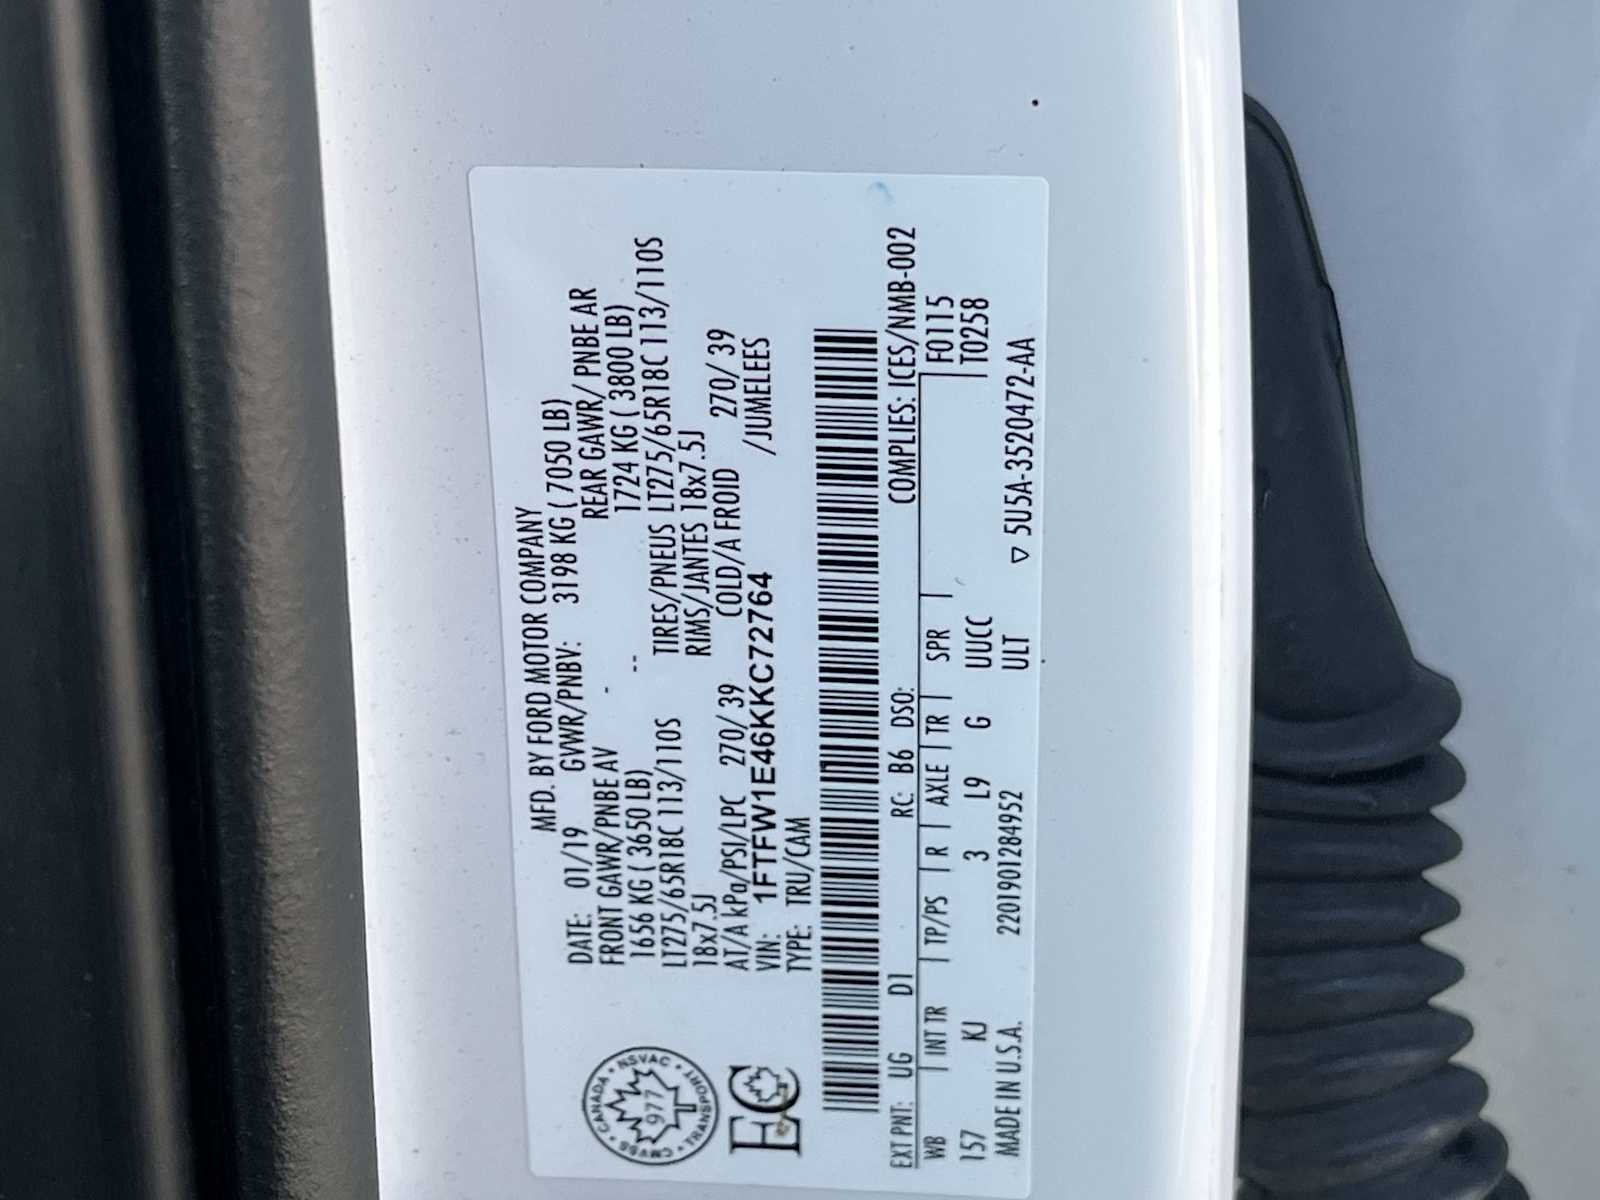 MFD. BY FORD MOTOR COMPANY
DATE: 01/19 GVWR/PNBV: 3198 KG ( 7050 LB)
FRONT GAWR/PNBE AV - REAR GAWR/ PNBE AR
1656 KG ( 3650 LB) -- 1724 KG ( 3800 LB)
LT275/65R18C 113/110S TIRES/PNEUS LT275/65R18C 113/110S
18x7.5J RIMS/JANTES 18x7.5J
AT/A kPa/PSI/LPC 270/ 39 COLD/A FROID 270/ 39
VIN: 1FTFW1E46KKC72764 /JUMELEES
TYPE: TRU/CAM
CANADA • NSVAC • TRANSPORT • CMVSS •
977
EC
EXT PNT: UG D1 RC: B6 DSO: COMPLIES: ICES/NMB-002
WB | INT TR | TP/PS | R | AXLE | TR | SPR | F0115
157 KJ 3 L9 G UUCC T0258
MADE IN U.S.A. 220190128​4952 ULT ▽ 5U5A-3520472-AA